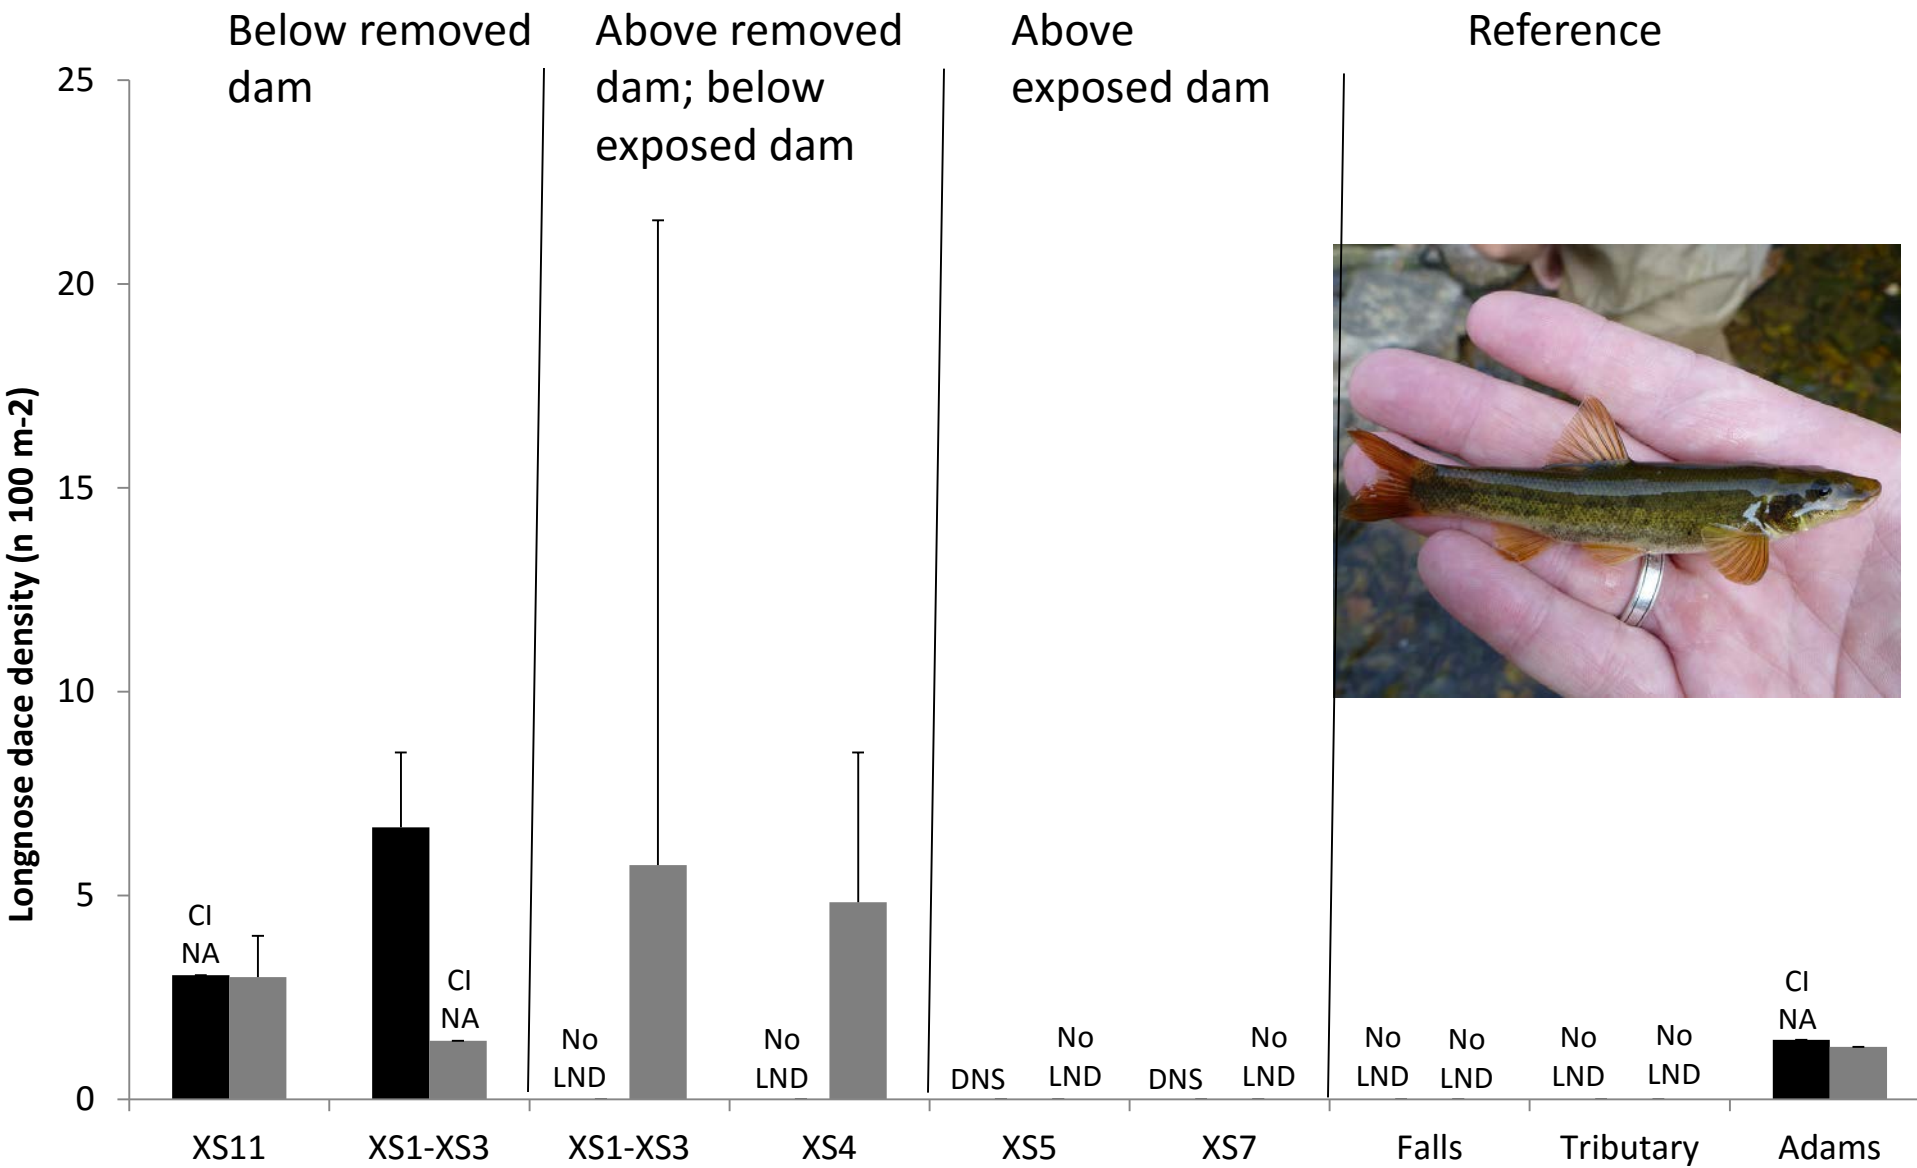 Below removed
dam
Above removed
dam; below
exposed dam
Above
exposed dam
Reference
Longnose dace density (n 100 m-2)
25
20
15
10
5
0
CI
NA
CI
NA
No
LND
No
LND
DNS
No
LND
DNS
No
LND
No
LND
No
LND
No
LND
No
LND
CI
NA
XS11
XS1-XS3
XS1-XS3
XS4
XS5
XS7
Falls
Tributary
Adams